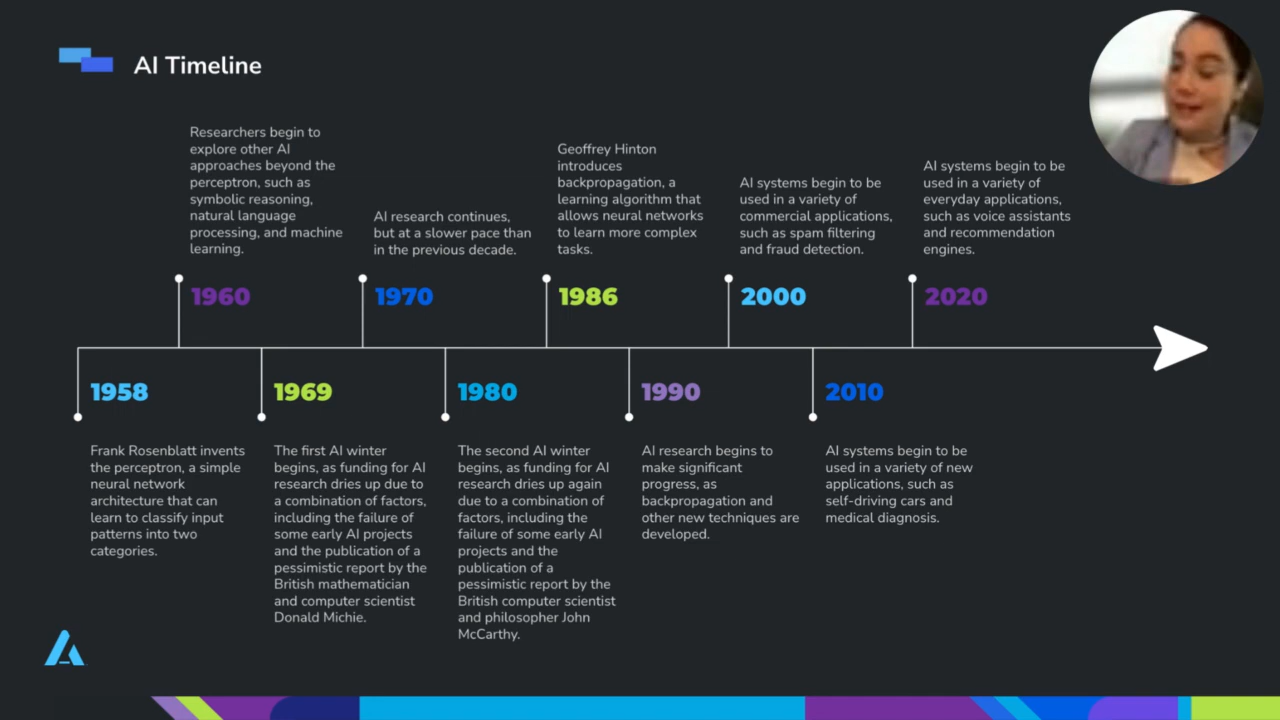 AI Timeline
Researchers begin to
explore other AI
approaches beyond the
perceptron, such as
symbolic reasoning,
natural language
processing, and machine
learning.
1960
AI research continues,
but at a slower pace than
in the previous decade.
1970
Geoffrey Hinton
introduces
backpropagation, a
learning algorithm that
allows neural networks
to learn more complex
tasks.
1986
AI systems begin to be
used in a variety of
commercial applications,
such as spam filtering
and fraud detection.
2000
AI systems begin to be
used in a variety of
everyday applications,
such as voice assistants
and recommendation
engines.
2020
1958
Frank Rosenblatt invents
the perceptron, a simple
neural network
architecture that can
learn to classify input
patterns into two
categories.
1969
The first AI winter
begins, as funding for AI
research dries up due to
a combination of factors,
including the failure of
some early AI projects
and the publication of a
pessimistic report by the
British mathematician
and computer scientist
Donald Michie.
1980
The second AI winter
begins, as funding for AI
research dries up again
due to a combination of
factors, including the
failure of some early AI
projects and the
publication of a
pessimistic report by the
British computer scientist
and philosopher John
McCarthy.
1990
AI research begins to
make significant
progress, as
backpropagation and
other new techniques are
developed.
2010
AI systems begin to be
used in a variety of new
applications, such as
self-driving cars and
medical diagnosis.